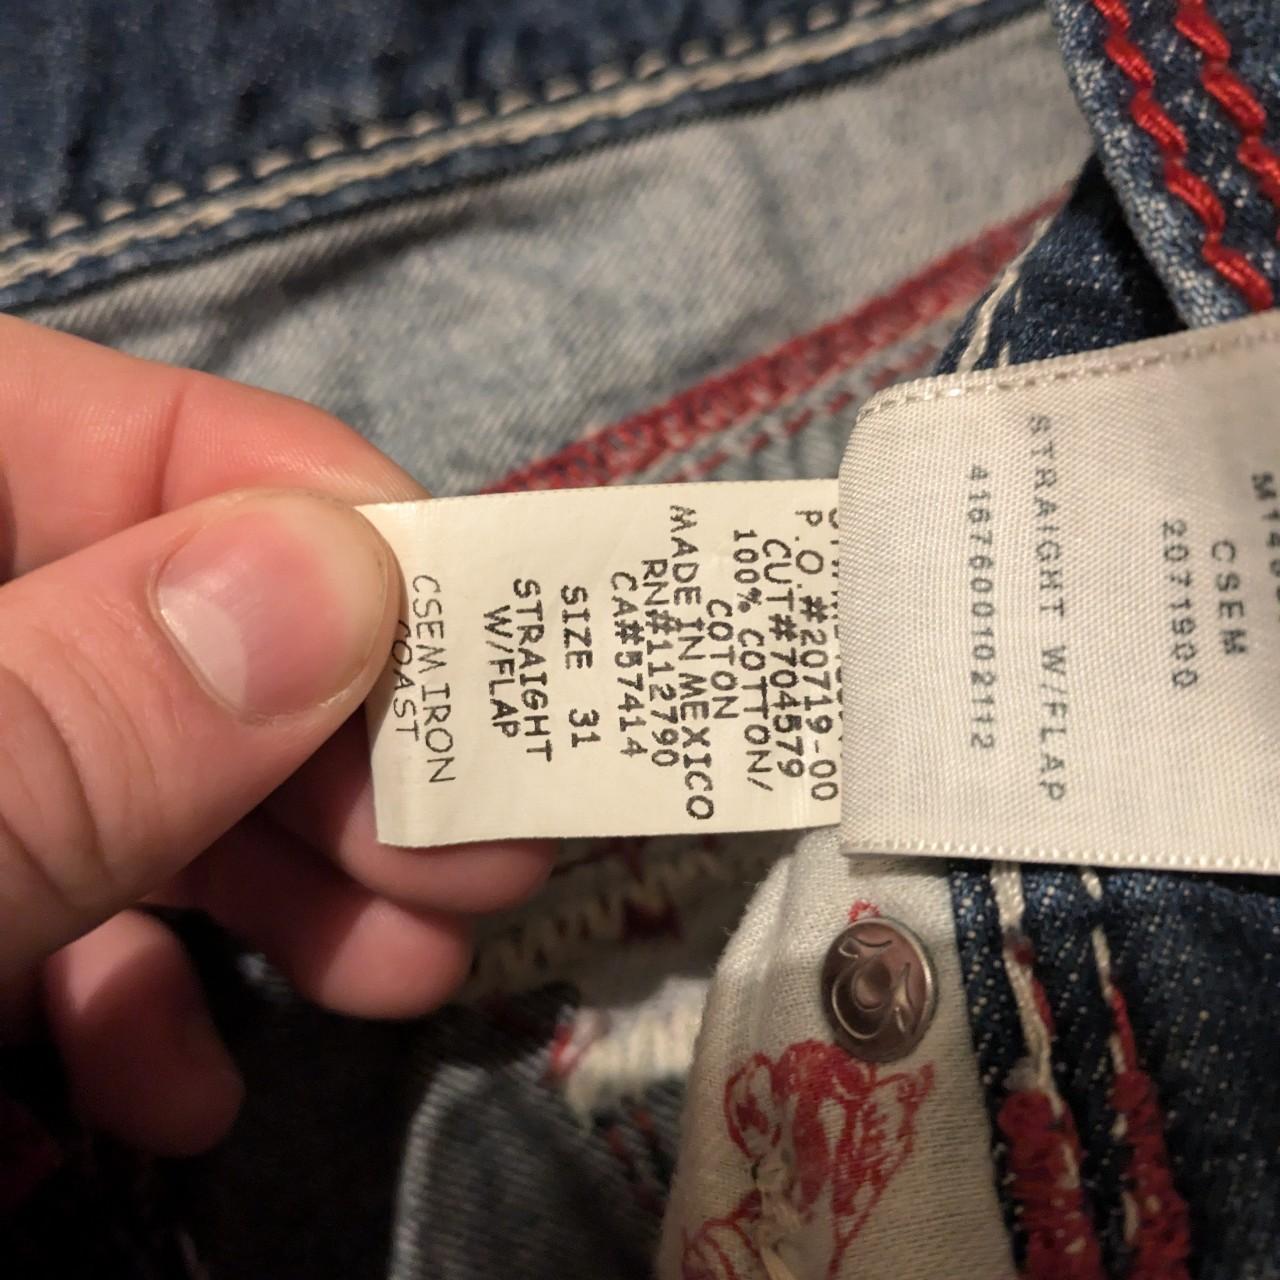 P.O.#20719-00
CUT#704579
100% COTTON/
COTON
MADE IN MEXICO
RN#112790
CA#57414
SIZE 31
STRAIGHT
W/FLAP
CSEM IRON
COAST
CSEM
2071900
STRAIGHT W/FLAP
4167600102112